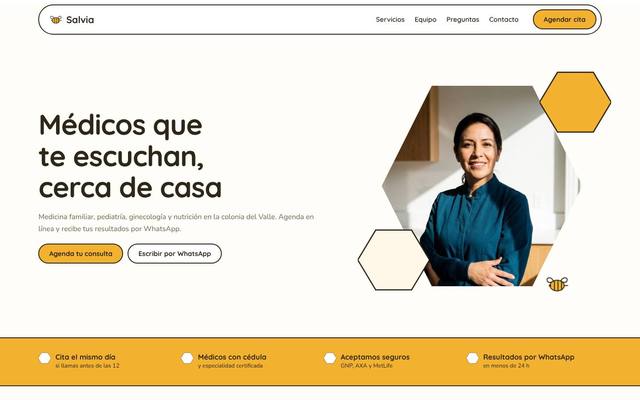 Salvia
Servicios Equipo Preguntas Contacto Agendar cita
Médicos que
te escuchan,
cerca de casa
Medicina familiar, pediatría, ginecología y nutrición en la colonia del Valle. Agenda en
línea y recibe tus resultados por WhatsApp.
Agenda tu consulta Escribir por WhatsApp
Cita el mismo día
si llamas antes de las 12
Médicos con cédula
y especialidad certificada
Aceptamos seguros
GNP, AXA y MetLife
Resultados por WhatsApp
en menos de 24 h